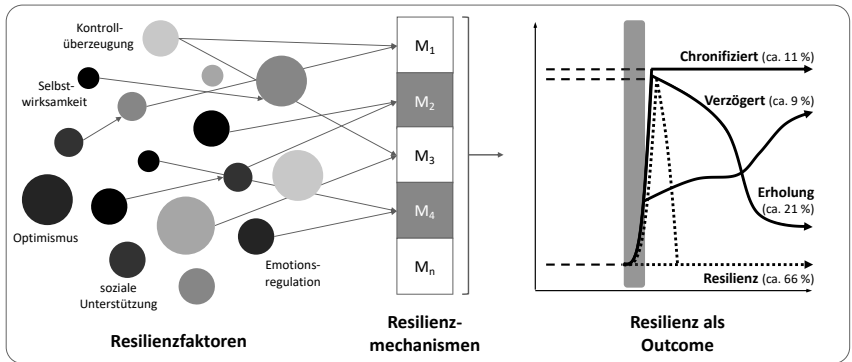 Kontroll-
überzeugung
Selbst-
wirksamkeit
Optimismus
soziale
Unterstützung
Emotions-
regulation
Resilienzfaktoren
M1
M2
M3
M4
Mn
Resilienz-
mechanismen
Chronifiziert (ca. 11 %)
Verzögert (ca. 9 %)
Erholung
(ca. 21 %)
Resilienz (ca. 66 %)
Resilienz als
Outcome